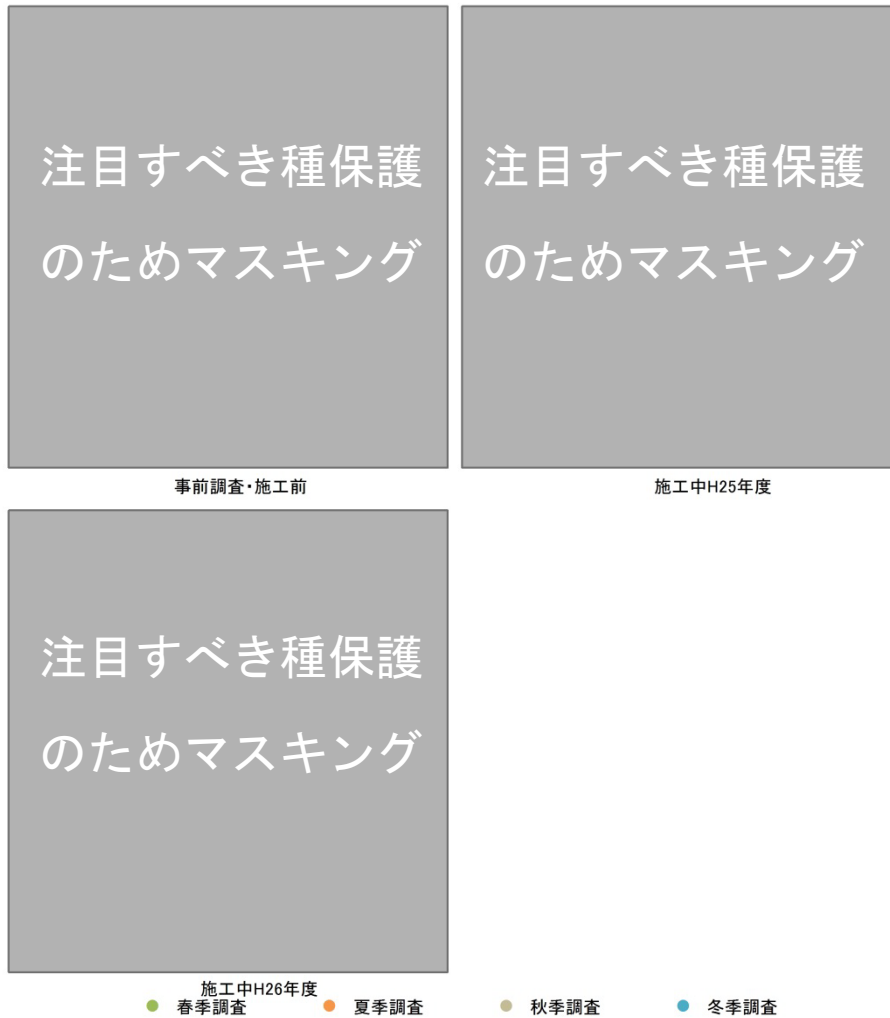 注目すべき種保護
のためマスキング
注目すべき種保護
のためマスキング
事前調査・施工前
施工中H25年度
注目すべき種保護
のためマスキング
施工中H26年度
春季調査 夏季調査 秋季調査 冬季調査